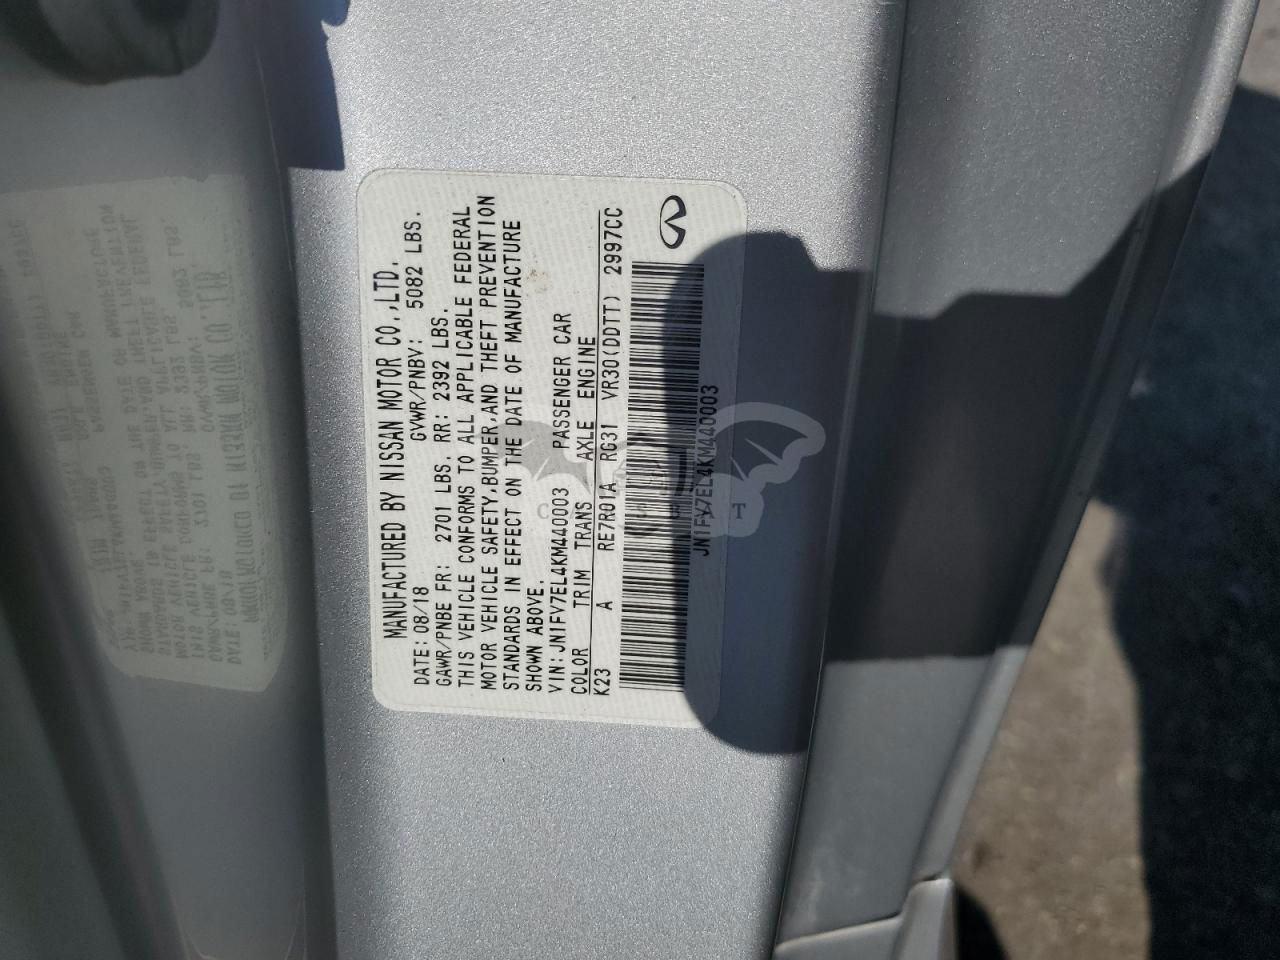 MANUFACTURED BY NISSAN MOTOR CO.,LTD.
DATE: 08/18 GVWR/PNBV: 5082 LBS.
GAWR/PNBE FR: 2701 LBS. RR: 2392 LBS.
THIS VEHICLE CONFORMS TO ALL APPLICABLE FEDERAL
MOTOR VEHICLE SAFETY,BUMPER,AND THEFT PREVENTION
STANDARDS IN EFFECT ON THE DATE OF MANUFACTURE
SHOWN ABOVE.
VIN: JN1FV7EL4KM440003 PASSENGER CAR
COLOR TRIM TRANS AXLE ENGINE
K23 A RE7R01A RG31 VR30(DDTT) 2997CC
JN1FV7EL4KM440003